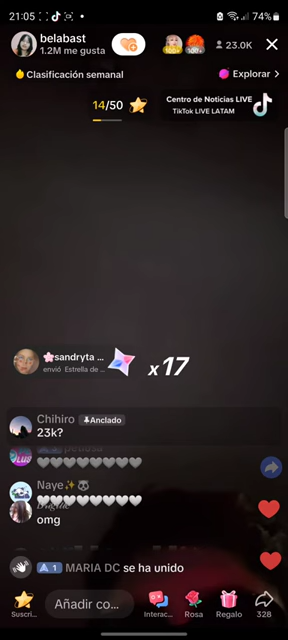 21:05
74%
belabast
1.2M me gusta
100+
100+
23.0K
Clasificación semanal
Explorar >
14/50
Centro de Noticias LIVE
TikTok LIVE LATAM
sandryta ...
envió Estrella de ...
x17
Chihiro
Anclado
23k?
Naye
omg
1 MARIA DC se ha unido
Suscri...
Añadir co...
Interac...
Rosa
Regalo
328